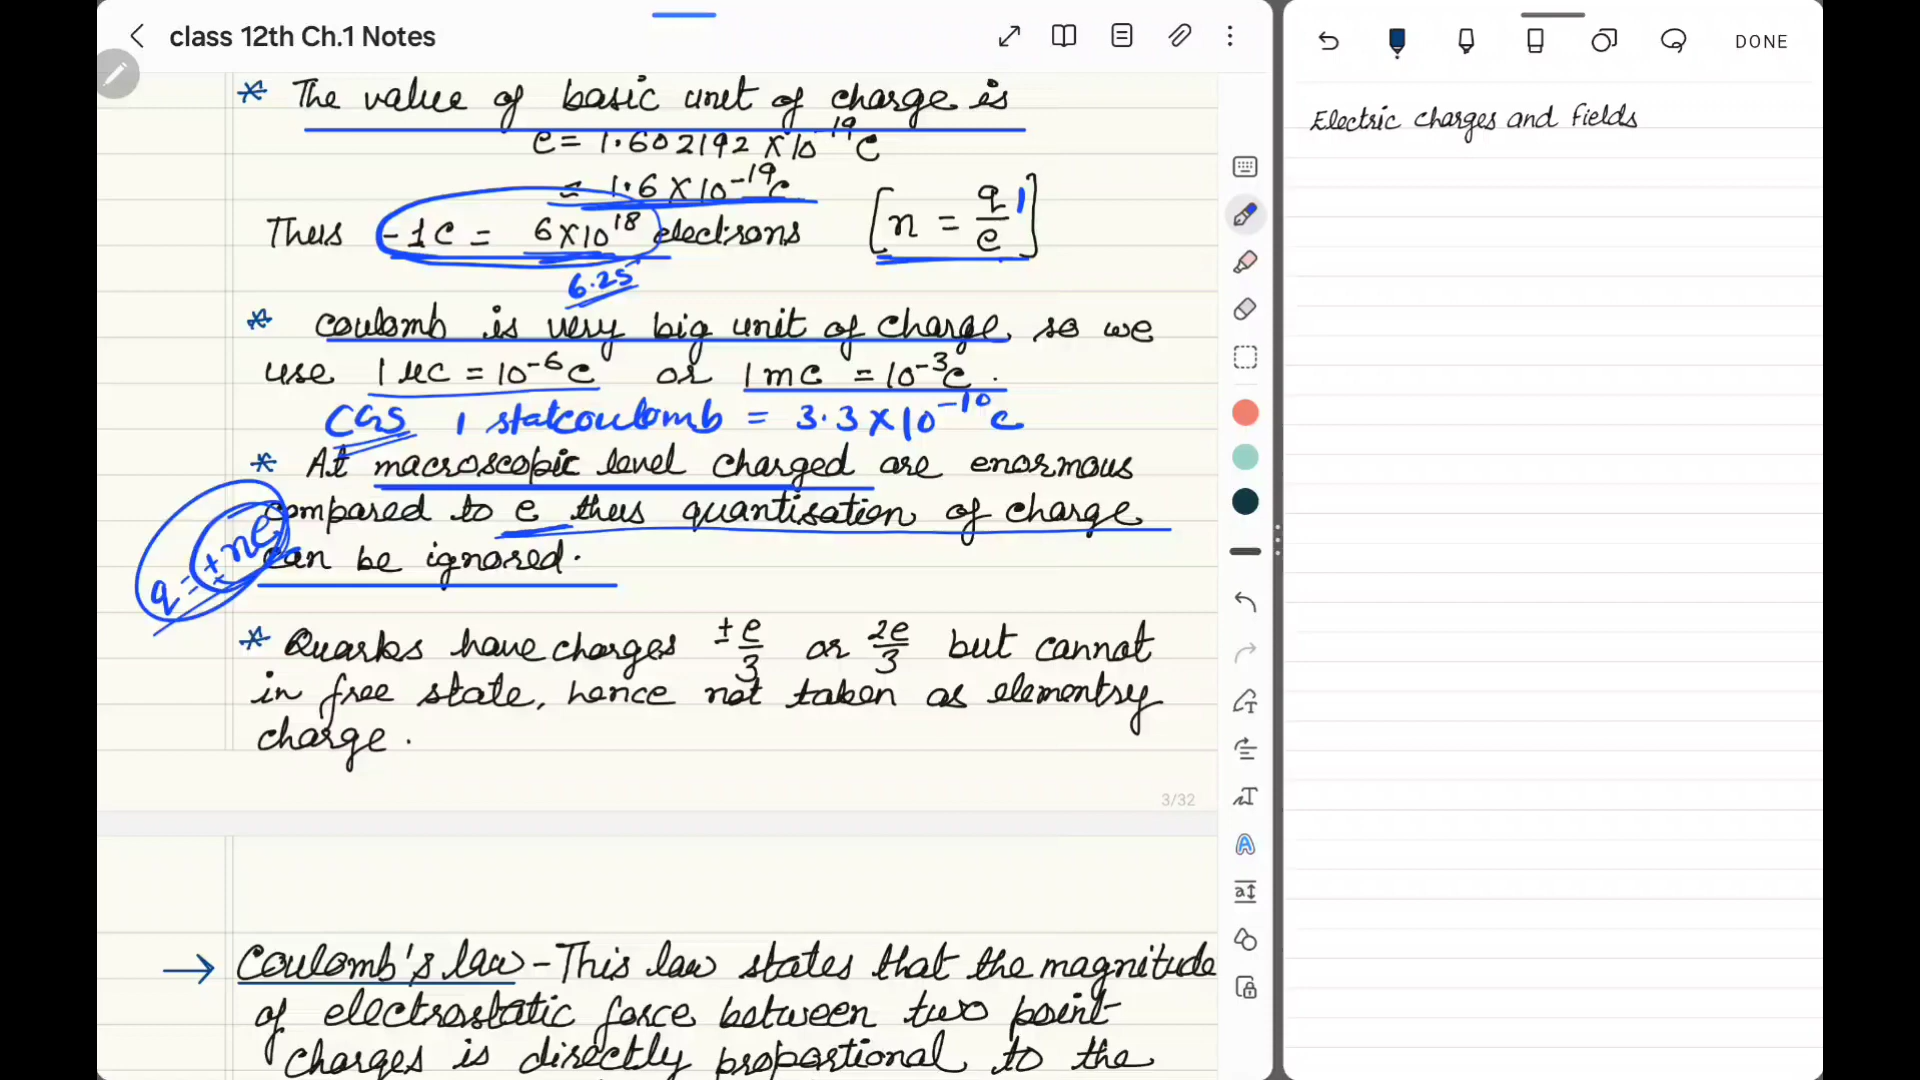 class 12th Ch.1 Notes
DONE
* The value of basic unit of charge is
e = 1.602192 × 10⁻¹⁹ C
= 1.6 × 10⁻¹⁹ C
Thus -1C = 6×10¹⁸ electrons [n = q/e] 1
6.25
* Coulomb is very big unit of charge, so we
use 1 μC = 10⁻⁶ C or 1 mC = 10⁻³ C.
CGS 1 statcoulomb = 3.3 × 10⁻¹⁰ C
* At macroscopic level charged are enormous
compared to e thus quantisation of charge
can be ignored.
q = ±ne
* Quarks have charges ±e/3 or 2e/3 but cannot
in free state, hence not taken as elementry
charge.
3/32
→ Coulomb's law - This law states that the magnitude
of electrostatic force between two point
charges is directly proportional to the
Electric charges and fields